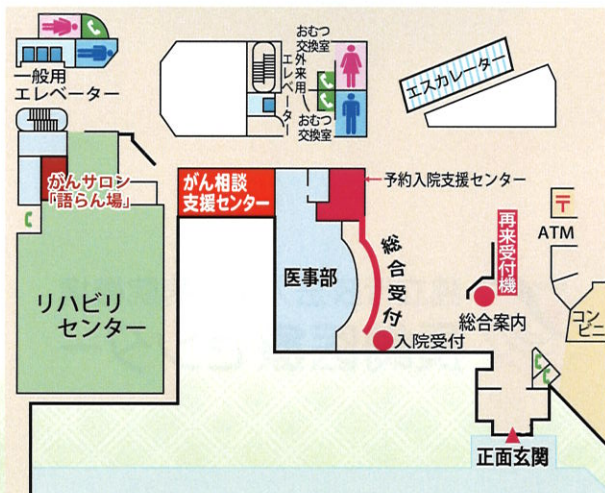 おむつ
交換室
外来用
エレベーター
おむつ
交換室
一般用
エレベーター
エスカレーター
がんサロン
「語らん場」
がん相談
支援センター
予約入院支援センター
〒
ATM
再来受付機
総合受付
医事部
リハビリ
センター
総合案内
コン
ビニ
入院受付
正面玄関